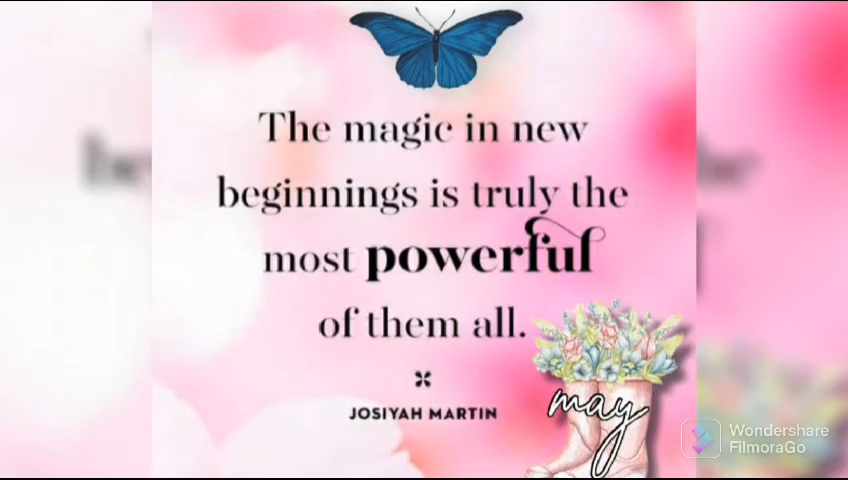 The magic in new
beginnings is truly the
most powerful
of them all.
JOSIYAH MARTIN
may
Wondershare
FilmoraGo